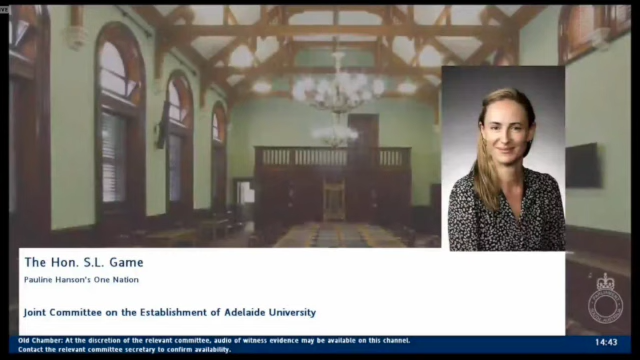 The Hon. S.L. Game
Pauline Hanson's One Nation
Joint Committee on the Establishment of Adelaide University
Old Chamber: At the discretion of the relevant committee, audio of witness evidence may be available on this channel.
Contact the relevant committee secretary to confirm availability.
14:43